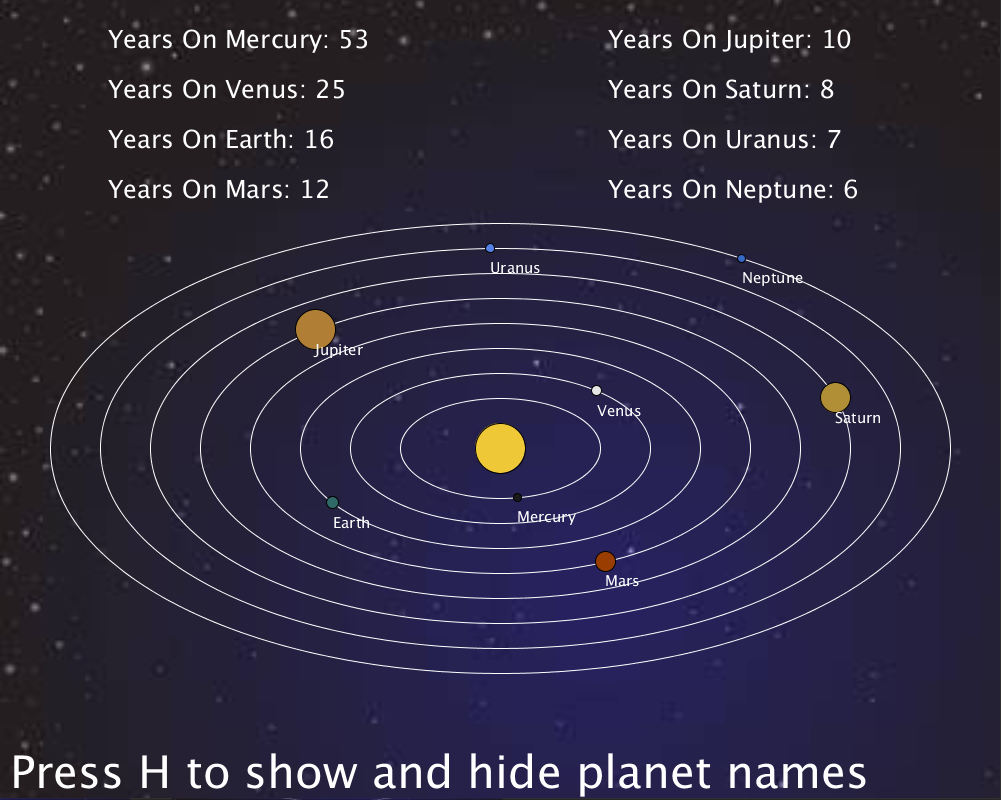 Years On Mercury: 53
Years On Venus: 25
Years On Earth: 16
Years On Mars: 12
Years On Jupiter: 10
Years On Saturn: 8
Years On Uranus: 7
Years On Neptune: 6
Uranus
Neptune
Jupiter
Venus
Saturn
Mercury
Earth
Mars
Press H to show and hide planet names